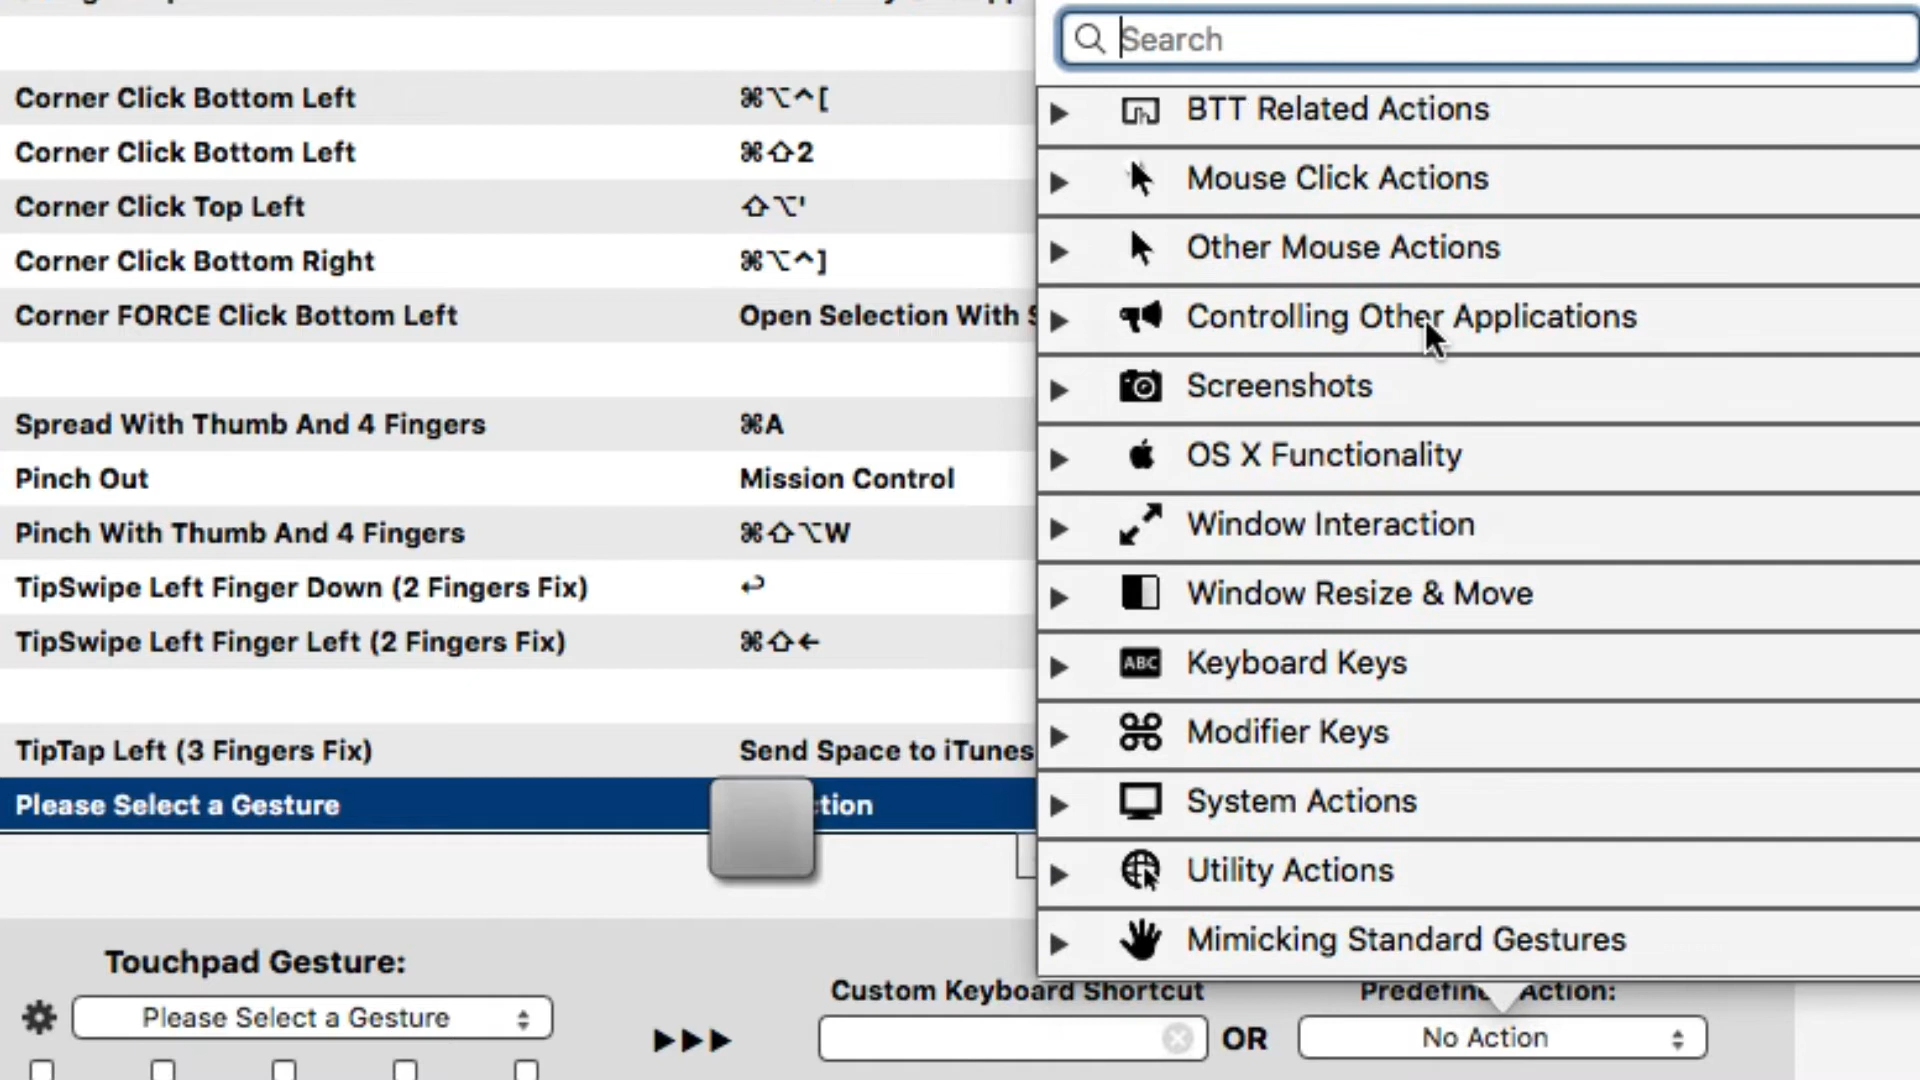 Search
Corner Click Bottom Left ⌘⌥^[
Corner Click Bottom Left ⌘⇧2
Corner Click Top Left ⇧⌥'
Corner Click Bottom Right ⌘⌥^]
Corner FORCE Click Bottom Left Open Selection With
Spread With Thumb And 4 Fingers ⌘A
Pinch Out Mission Control
Pinch With Thumb And 4 Fingers ⌘⇧⌥W
TipSwipe Left Finger Down (2 Fingers Fix) ↩
TipSwipe Left Finger Left (2 Fingers Fix) ⌘⇧←
TipTap Left (3 Fingers Fix) Send Space to iTunes
Please Select a Gesture ction
BTT Related Actions
Mouse Click Actions
Other Mouse Actions
Controlling Other Applications
Screenshots
OS X Functionality
Window Interaction
Window Resize & Move
ABC Keyboard Keys
⌘ Modifier Keys
System Actions
Utility Actions
Mimicking Standard Gestures
Touchpad Gesture:
Please Select a Gesture
Custom Keyboard Shortcut
OR
Predefine Action:
No Action